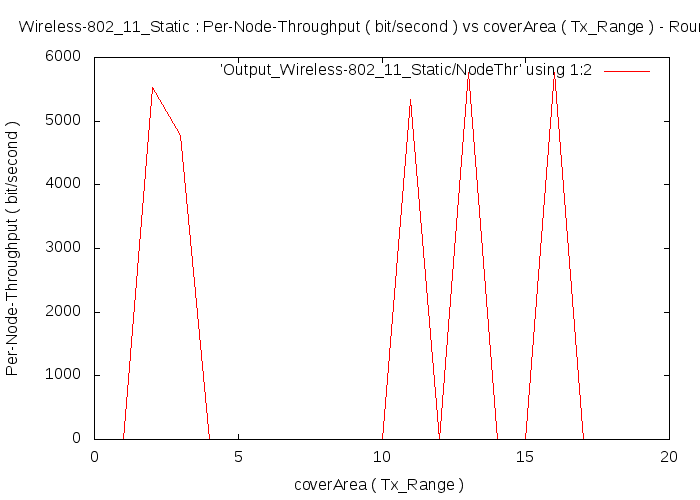 Wireless-802_11_Static : Per-Node-Throughput ( bit/second ) vs coverArea ( Tx_Range ) - Rou
'Output_Wireless-802_11_Static/NodeThr' using 1:2
6000
5000
4000
3000
2000
1000
0
Per-Node-Throughput ( bit/second )
0 5 10 15 20
coverArea ( Tx_Range )